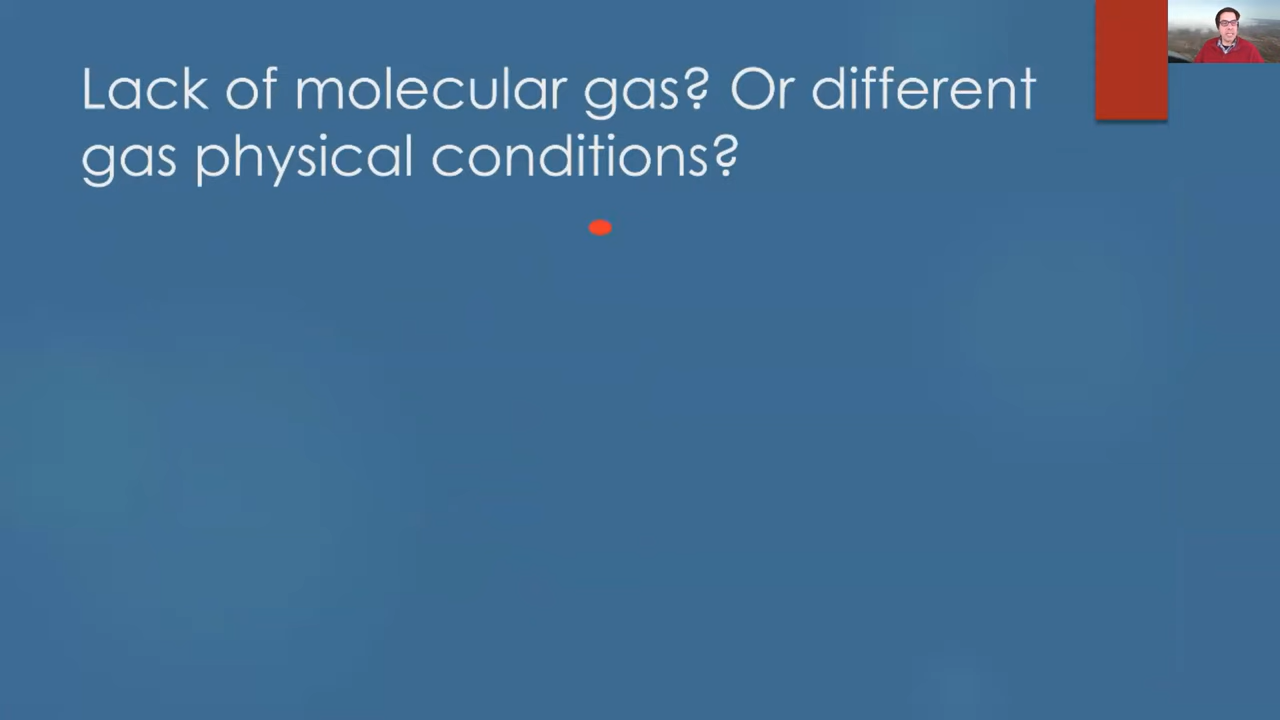 Lack of molecular gas? Or different
gas physical conditions?